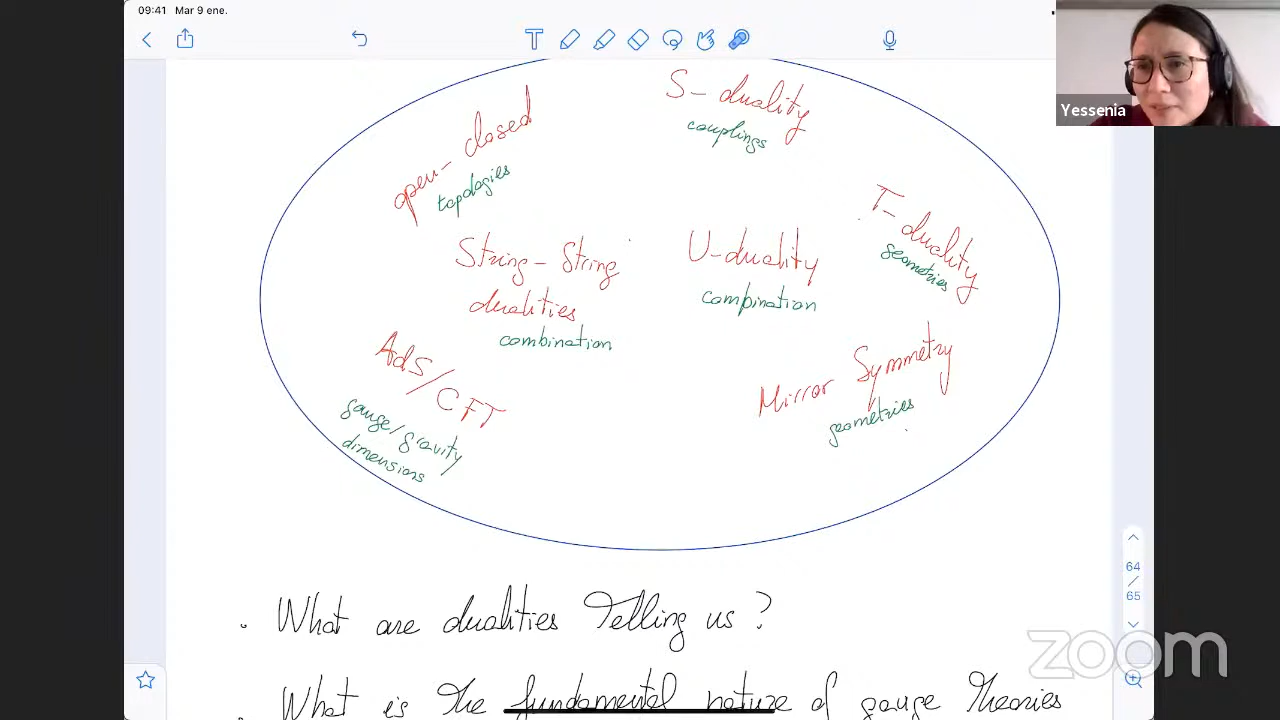 09:41 Mar 9 ene.
Yessenia
open-closed
topologies
S-duality
couplings
T-duality
geometries
String-String
dualities
combination
U-duality
combination
AdS/CFT
gauge/gravity
dimensions
Mirror Symmetry
geometries
64
/
65
. What are dualities Telling us?
. What is the fundamental nature of gauge theories
zoom